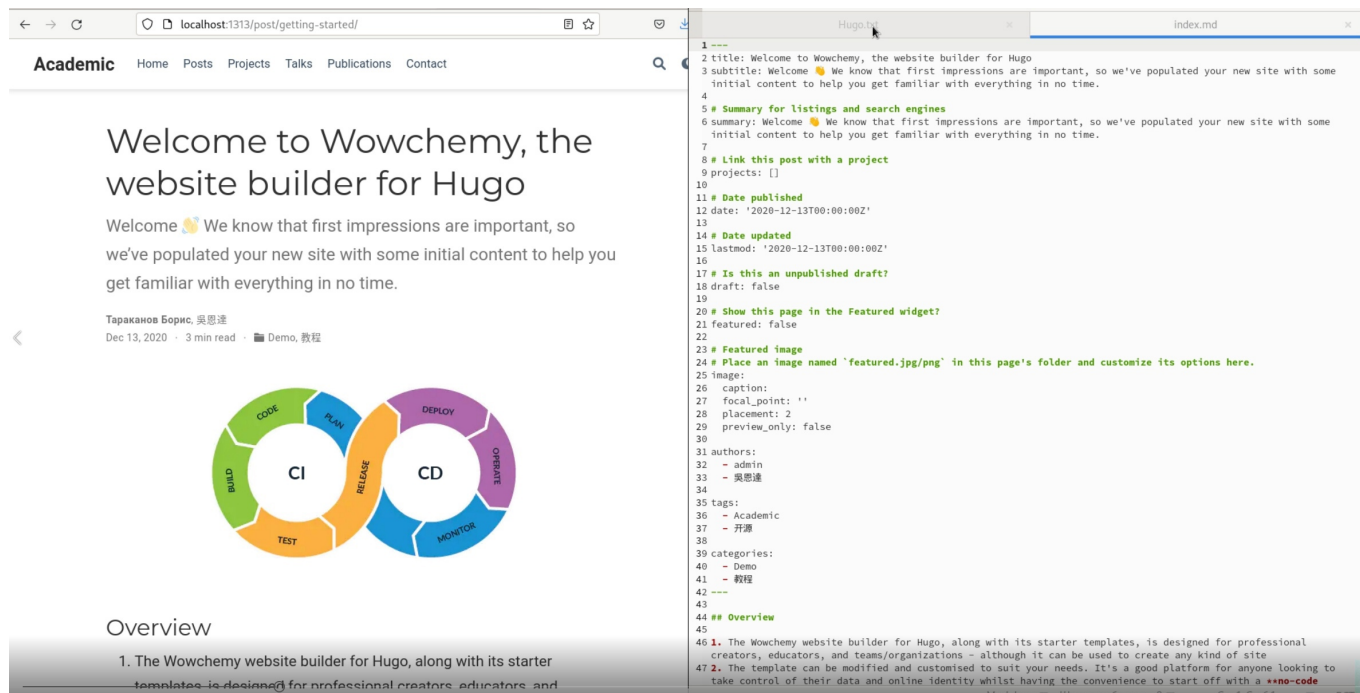 localhost:1313/post/getting-started/
Academic Home Posts Projects Talks Publications Contact
Welcome to Wowchemy, the
website builder for Hugo
Welcome 👋 We know that first impressions are important, so
we've populated your new site with some initial content to help you
get familiar with everything in no time.
Тараканов Борис, 吳恩達
Dec 13, 2020 · 3 min read · Demo, 教程
CODE
PLAN
DEPLOY
BUILD
CI
RELEASE
CD
OPERATE
TEST
MONITOR
Overview
1. The Wowchemy website builder for Hugo, along with its starter
templates, is designed for professional creators, educators, and
Hugo.txt
index.md
1 ---
2 title: Welcome to Wowchemy, the website builder for Hugo
3 subtitle: Welcome 👋 We know that first impressions are important, so we've populated your new site with some
initial content to help you get familiar with everything in no time.
4
5 # Summary for listings and search engines
6 summary: Welcome 👋 We know that first impressions are important, so we've populated your new site with some
initial content to help you get familiar with everything in no time.
7
8 # Link this post with a project
9 projects: []
10
11 # Date published
12 date: '2020-12-13T00:00:00Z'
13
14 # Date updated
15 lastmod: '2020-12-13T00:00:00Z'
16
17 # Is this an unpublished draft?
18 draft: false
19
20 # Show this page in the Featured widget?
21 featured: false
22
23 # Featured image
24 # Place an image named `featured.jpg/png` in this page's folder and customize its options here.
25 image:
26 caption:
27 focal_point: ''
28 placement: 2
29 preview_only: false
30
31 authors:
32 - admin
33 - 吳恩達
34
35 tags:
36 - Academic
37 - 开源
38
39 categories:
40 - Demo
41 - 教程
42 ---
43
44 ## Overview
45
46 1. The Wowchemy website builder for Hugo, along with its starter templates, is designed for professional
creators, educators, and teams/organizations - although it can be used to create any kind of site
47 2. The template can be modified and customised to suit your needs. It's a good platform for anyone looking to
take control of their data and online identity whilst having the convenience to start off with a **no-code